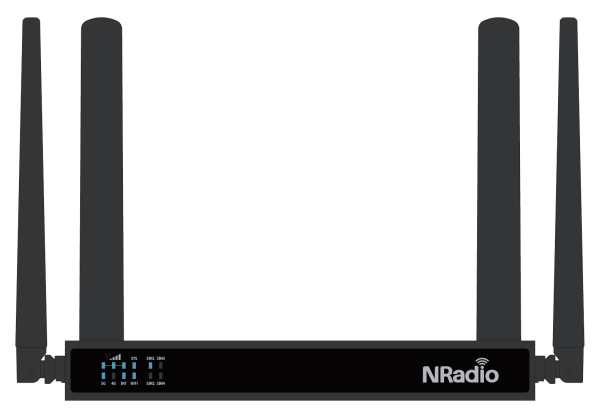 SYS SIM1 SIM3
NRadio
5G 4G INT WIFI SIM2 SIM4